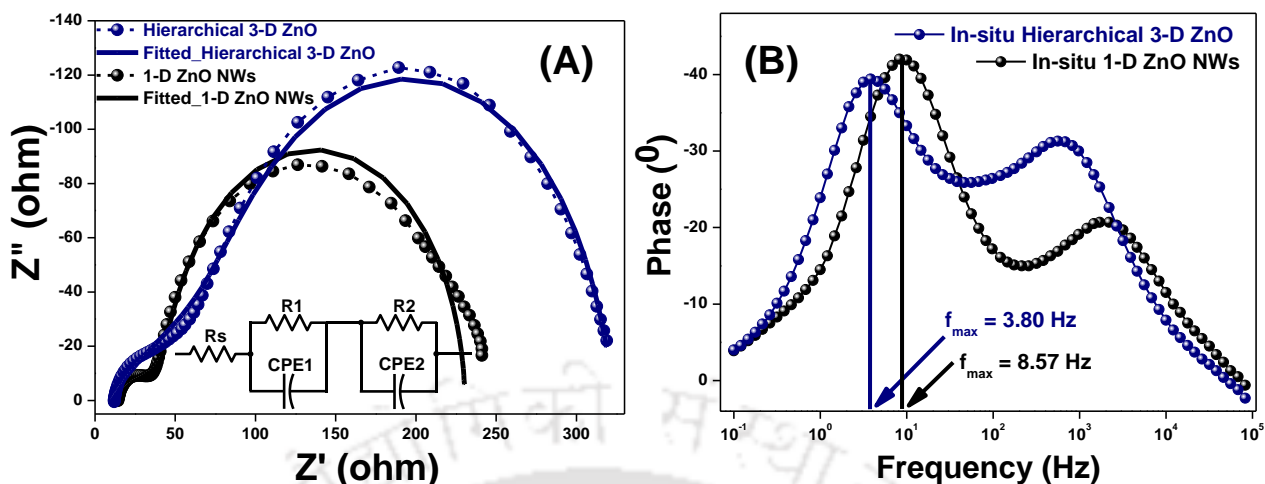 (A)
Hierarchical 3-D ZnO
Fitted_Hierarchical 3-D ZnO
1-D ZnO NWs
Fitted_1-D ZnO NWs
Z'' (ohm)
-140
-120
-100
-80
-60
-40
-20
0
Rs
R1
CPE1
R2
CPE2
0 50 100 150 200 250 300
Z' (ohm)
(B)
In-situ Hierarchical 3-D ZnO
In-situ 1-D ZnO NWs
Phase (⁰)
-40
-30
-20
-10
0
f_max = 3.80 Hz
f_max = 8.57 Hz
10⁻¹ 10⁰ 10¹ 10² 10³ 10⁴ 10⁵
Frequency (Hz)